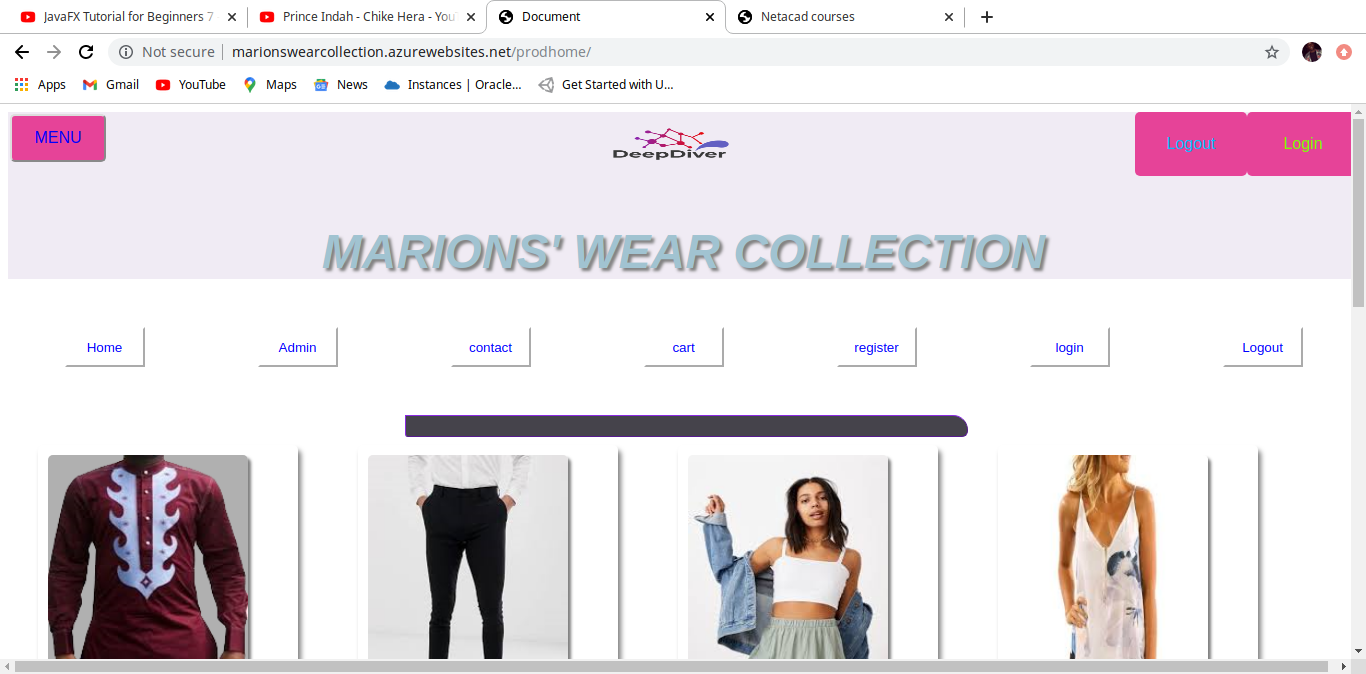 JavaFX Tutorial for Beginners 7
Prince Indah - Chike Hera - You
Document
Netacad courses
Not secure
marionswearcollection.azurewebsites.net/prodhome/
Apps
Gmail
YouTube
Maps
News
Instances | Oracle...
Get Started with U...
MENU
DeepDiver
Logout
Login
MARIONS' WEAR COLLECTION
Home
Admin
contact
cart
register
login
Logout